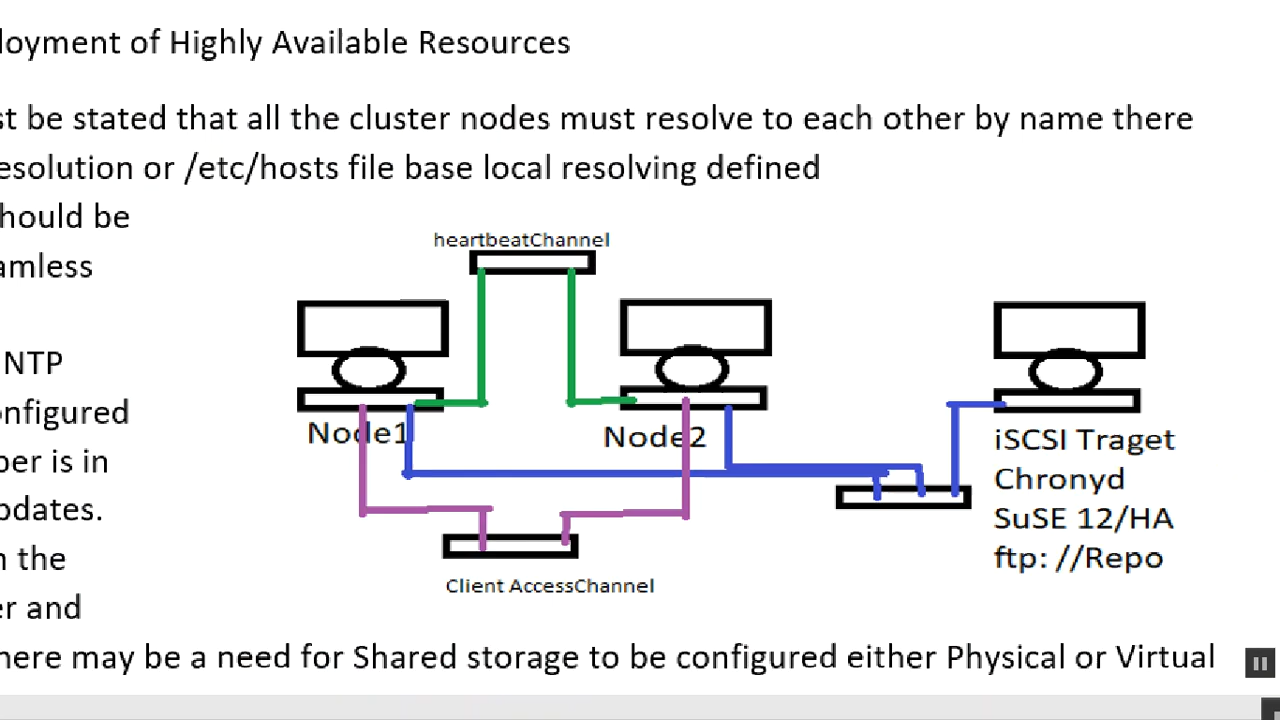 loyment of Highly Available Resources
st be stated that all the cluster nodes must resolve to each other by name there
esolution or /etc/hosts file base local resolving defined
hould be
amless
NTP
onfigured
ber is in
pdates.
n the
er and
here may be a need for Shared storage to be configured either Physical or Virtual
heartbeatChannel
Node1
Node2
Client AccessChannel
iSCSI Traget
Chronyd
SuSE 12/HA
ftp: //Repo